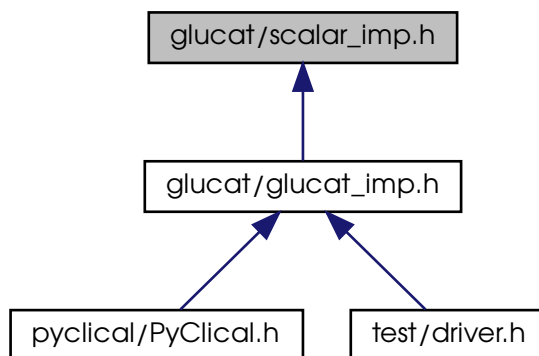 glucat/scalar_imp.h
glucat/glucat_imp.h
pyclical/PyClical.h
test/driver.h